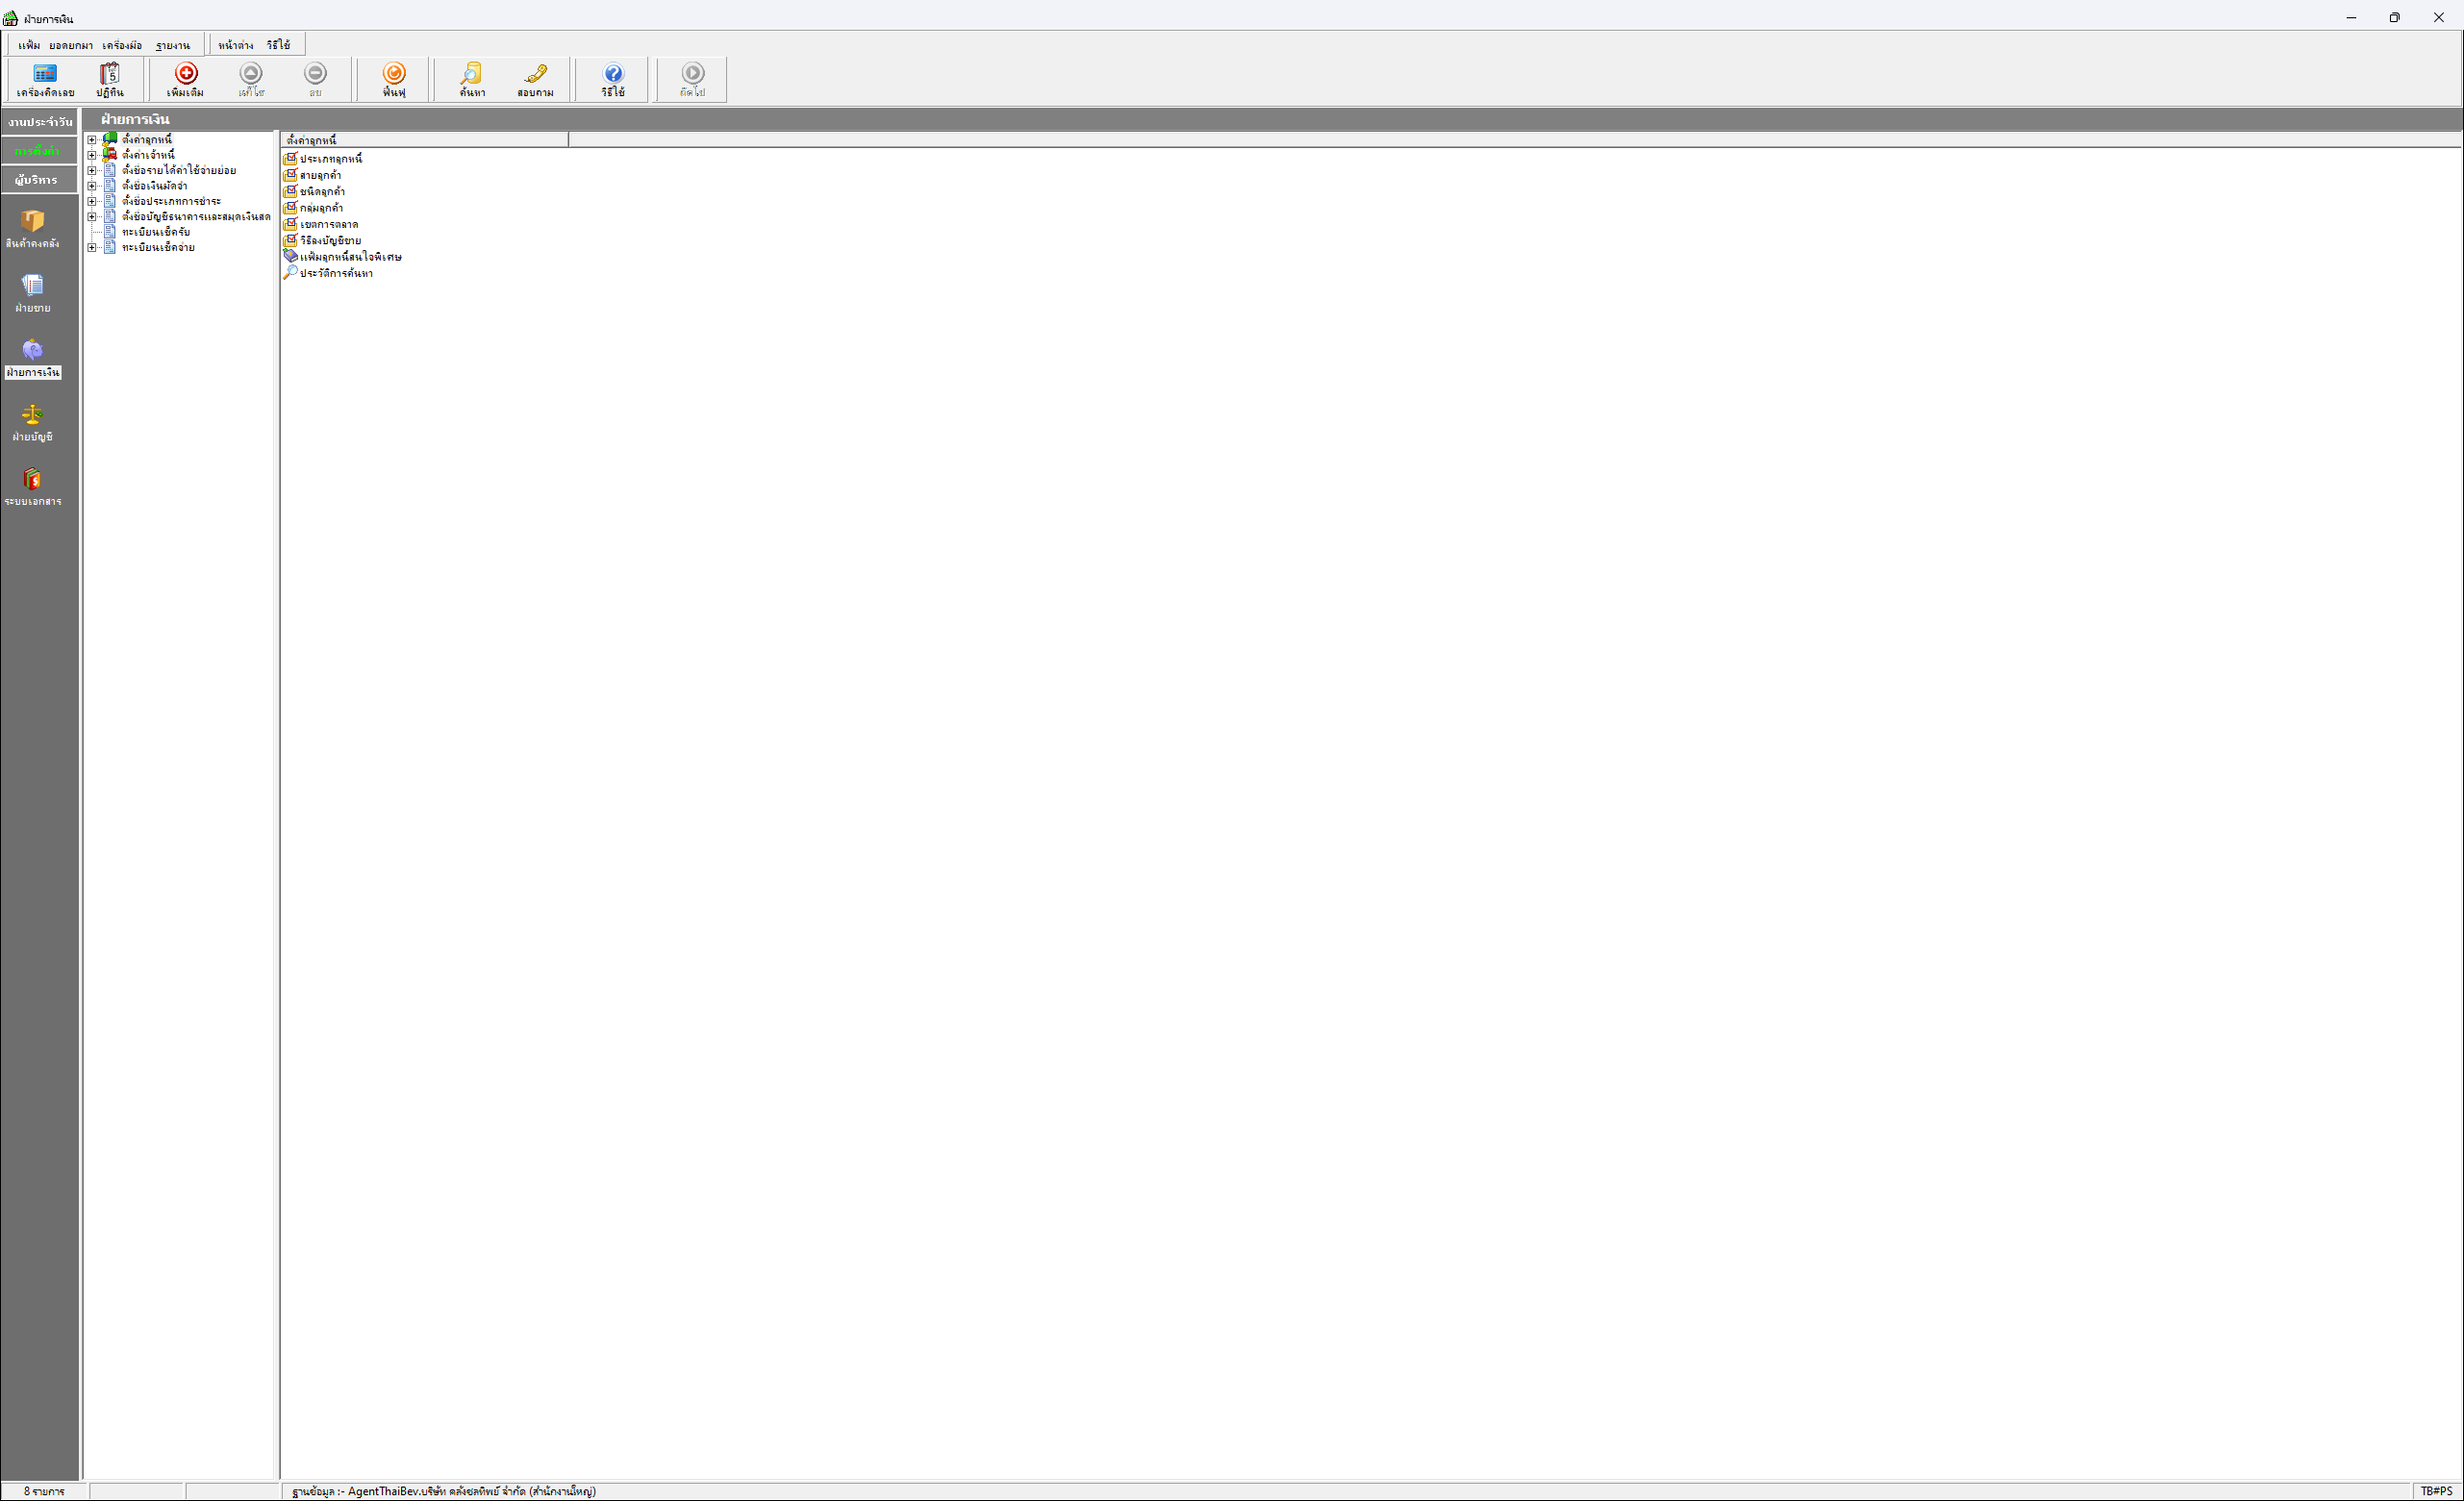 ฝ่ายการเงิน
แฟ้ม ยอดยกมา เครื่องมือ รายงาน หน้าต่าง วิธีใช้
เครื่องคิดเลข ปฏิทิน เพิ่มเติม แก้ไข ลบ ฟื้นฟู ค้นหา สอบถาม วิธีใช้ ถัดไป
งานประจำวัน
การตั้งค่า
ผู้บริหาร
สินค้าคงคลัง
ฝ่ายขาย
ฝ่ายการเงิน
ฝ่ายบัญชี
ระบบเอกสาร
ฝ่ายการเงิน
ตั้งค่าลูกหนี้
ตั้งค่าเจ้าหนี้
ตั้งชื่อรายได้ค่าใช้จ่ายย่อย
ตั้งชื่อเงินมัดจำ
ตั้งชื่อประเภทการชำระ
ตั้งชื่อบัญชีธนาคารและสมุดเงินสด
ทะเบียนเช็ครับ
ทะเบียนเช็คจ่าย
ตั้งค่าลูกหนี้
ประเภทลูกหนี้
สายลูกค้า
ชนิดลูกค้า
กลุ่มลูกค้า
เขตการตลาด
วิธีลงบัญชีขาย
แฟ้มลูกหนี้สนใจพิเศษ
ประวัติการค้นหา
8 รายการ
ฐานข้อมูล :- AgentThaiBev.บริษัท คลังชลทิพย์ จำกัด (สำนักงานใหญ่)
TB#PS